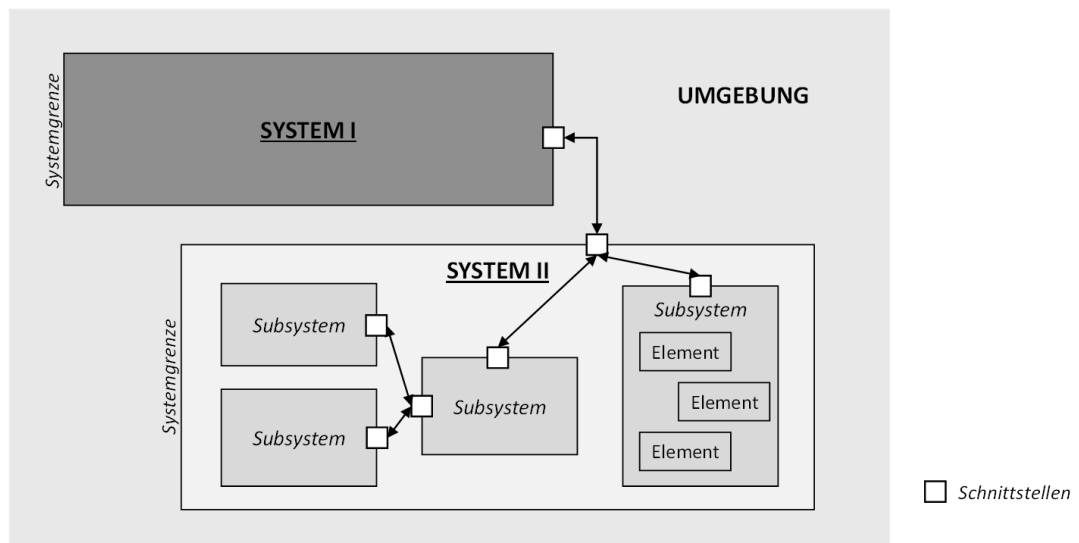 UMGEBUNG
Systemgrenze
SYSTEM I
SYSTEM II
Systemgrenze
Subsystem
Subsystem
Subsystem
Subsystem
Element
Element
Element
Schnittstellen